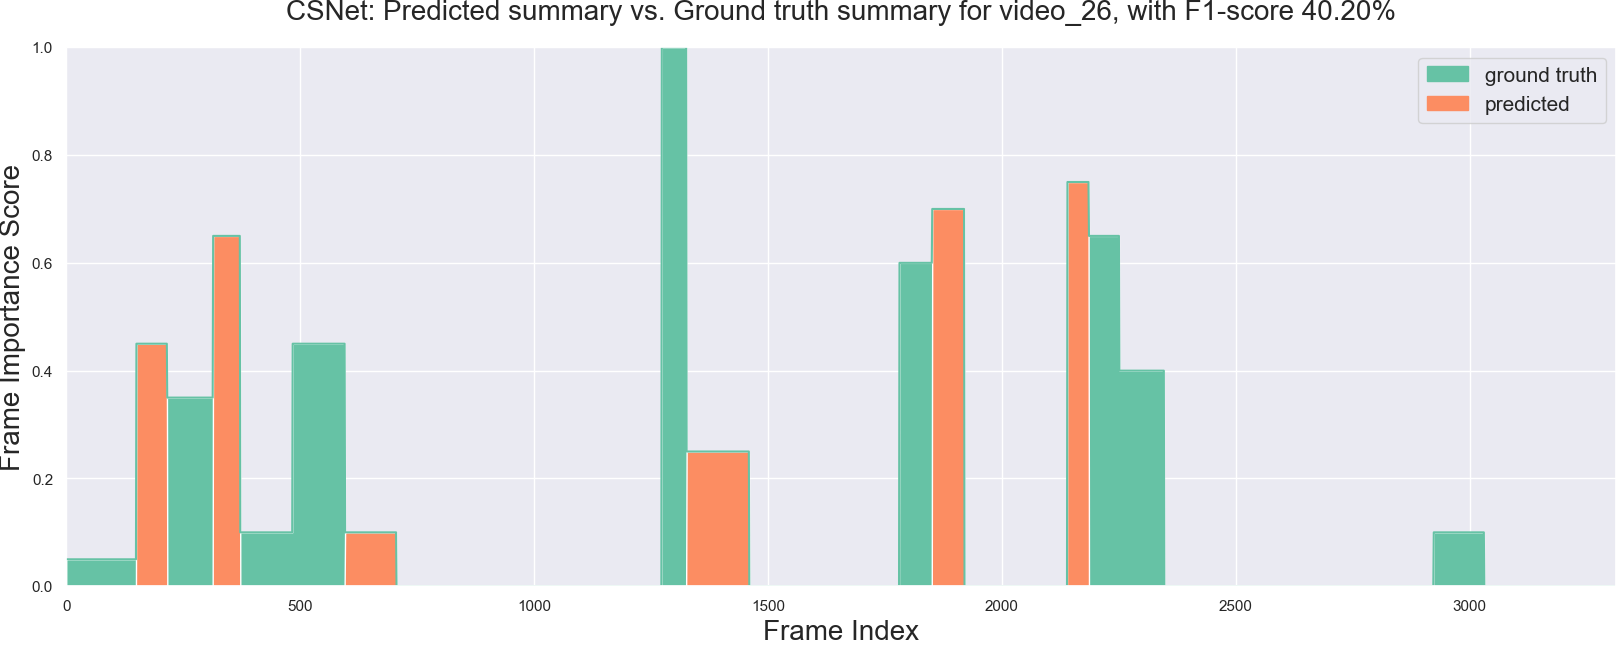 CSNet: Predicted summary vs. Ground truth summary for video_26, with F1-score 40.20%
ground truth
predicted
Frame Importance Score
1.0
0.8
0.6
0.4
0.2
0.0
0
500
1000
1500
2000
2500
3000
Frame Index